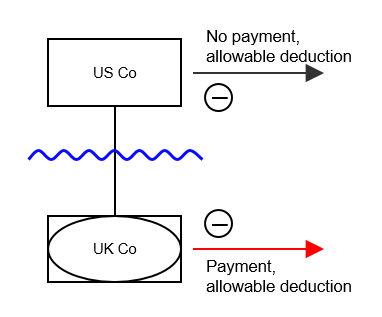 No payment,
allowable deduction
US Co
UK Co
Payment,
allowable deduction